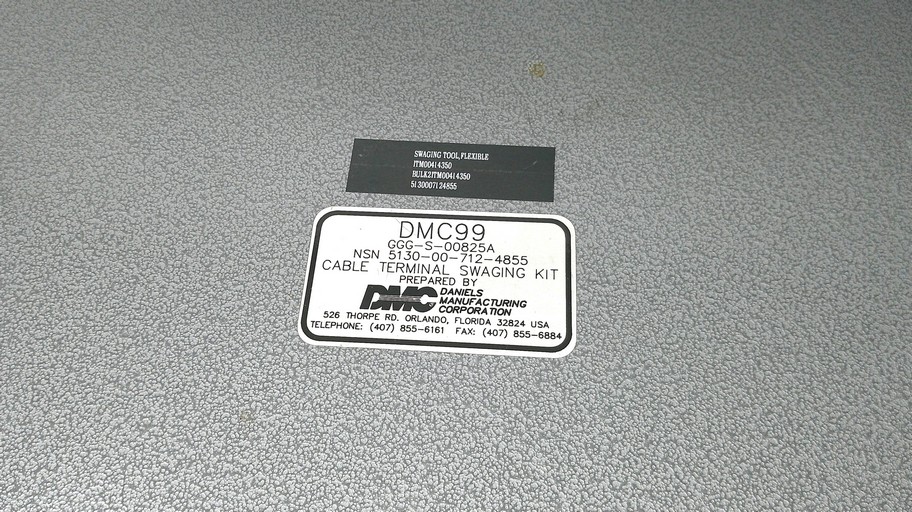 SWAGING TOOL,FLEXIBLE
ITM00414350
BULK2ITM00414350
5130007124855
DMC99
GGG-S-00825A
NSN 5130-00-712-4855
CABLE TERMINAL SWAGING KIT
PREPARED BY
DMC DANIELS
MANUFACTURING
CORPORATION
526 THORPE RD. ORLANDO, FLORIDA 32824 USA
TELEPHONE: (407) 855-6161 FAX: (407) 855-6884